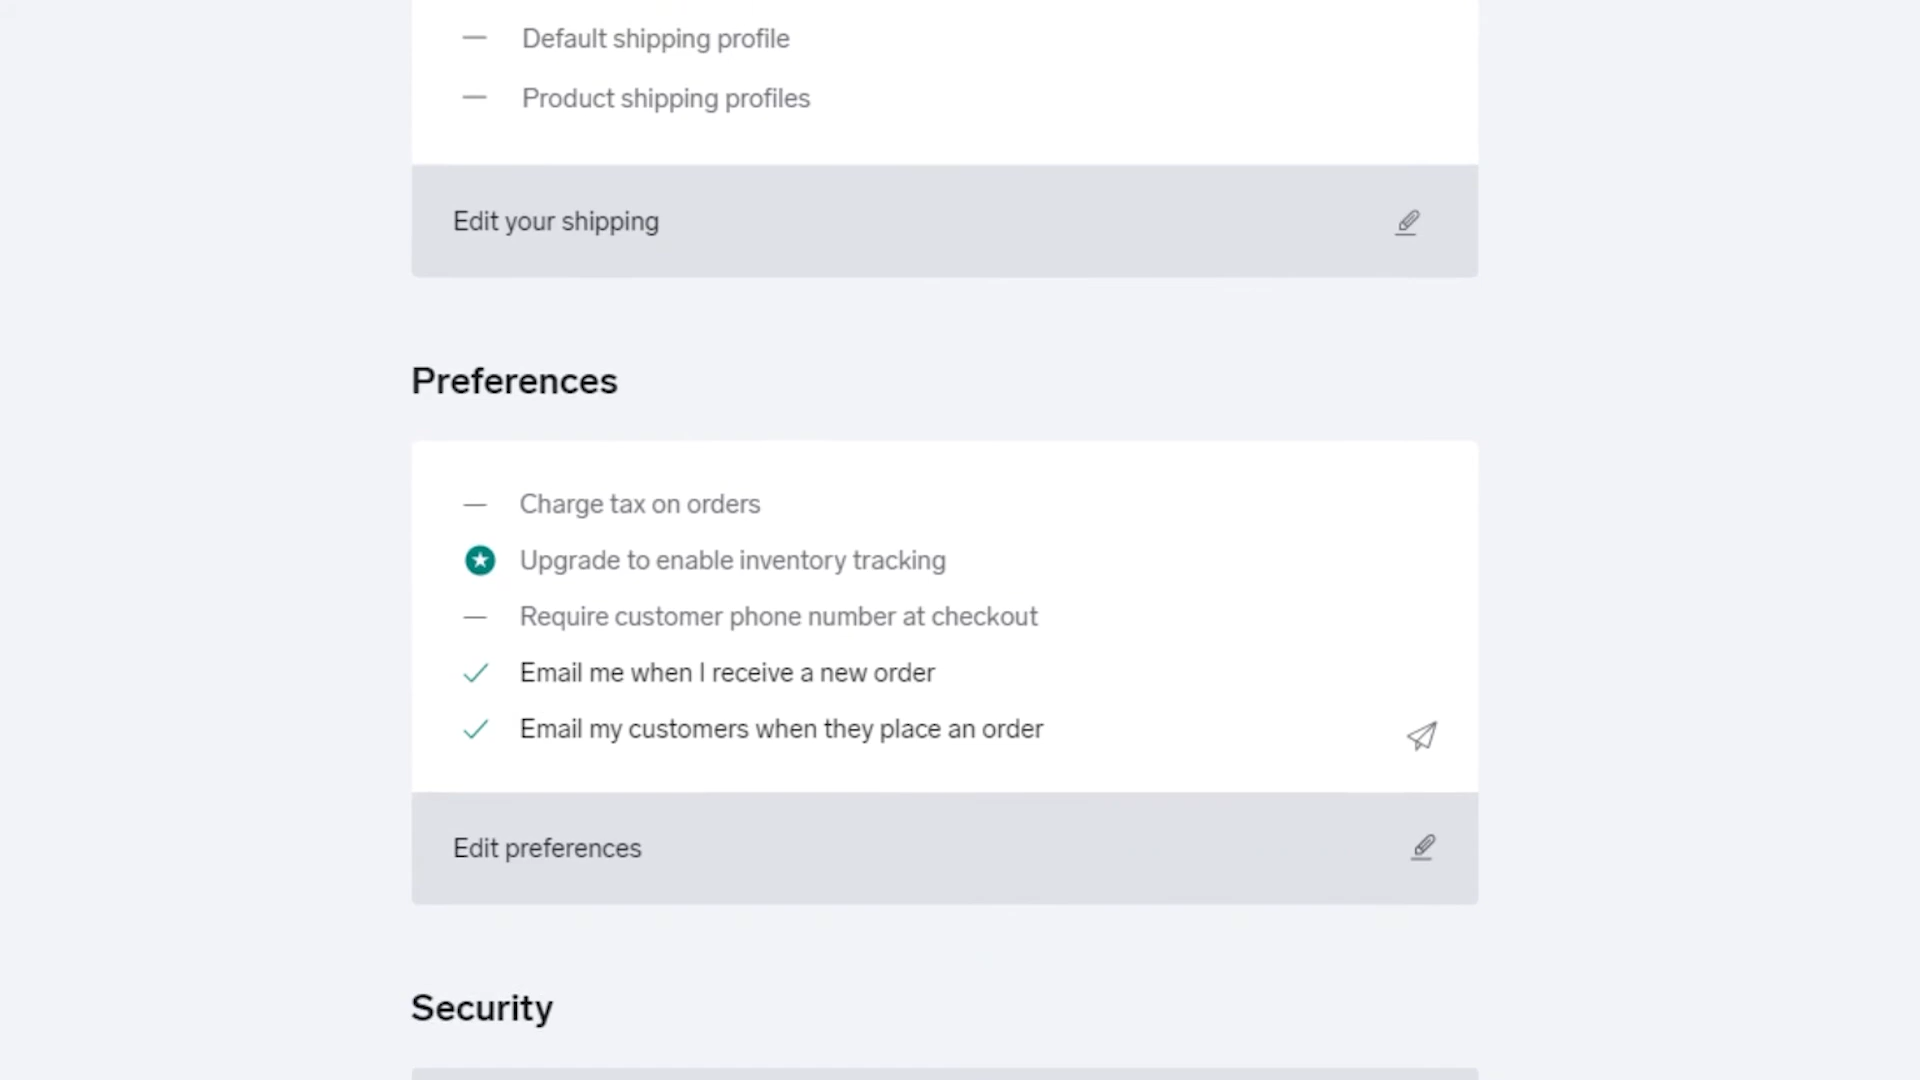 Default shipping profile
Product shipping profiles
Edit your shipping
Preferences
Charge tax on orders
Upgrade to enable inventory tracking
Require customer phone number at checkout
Email me when I receive a new order
Email my customers when they place an order
Edit preferences
Security